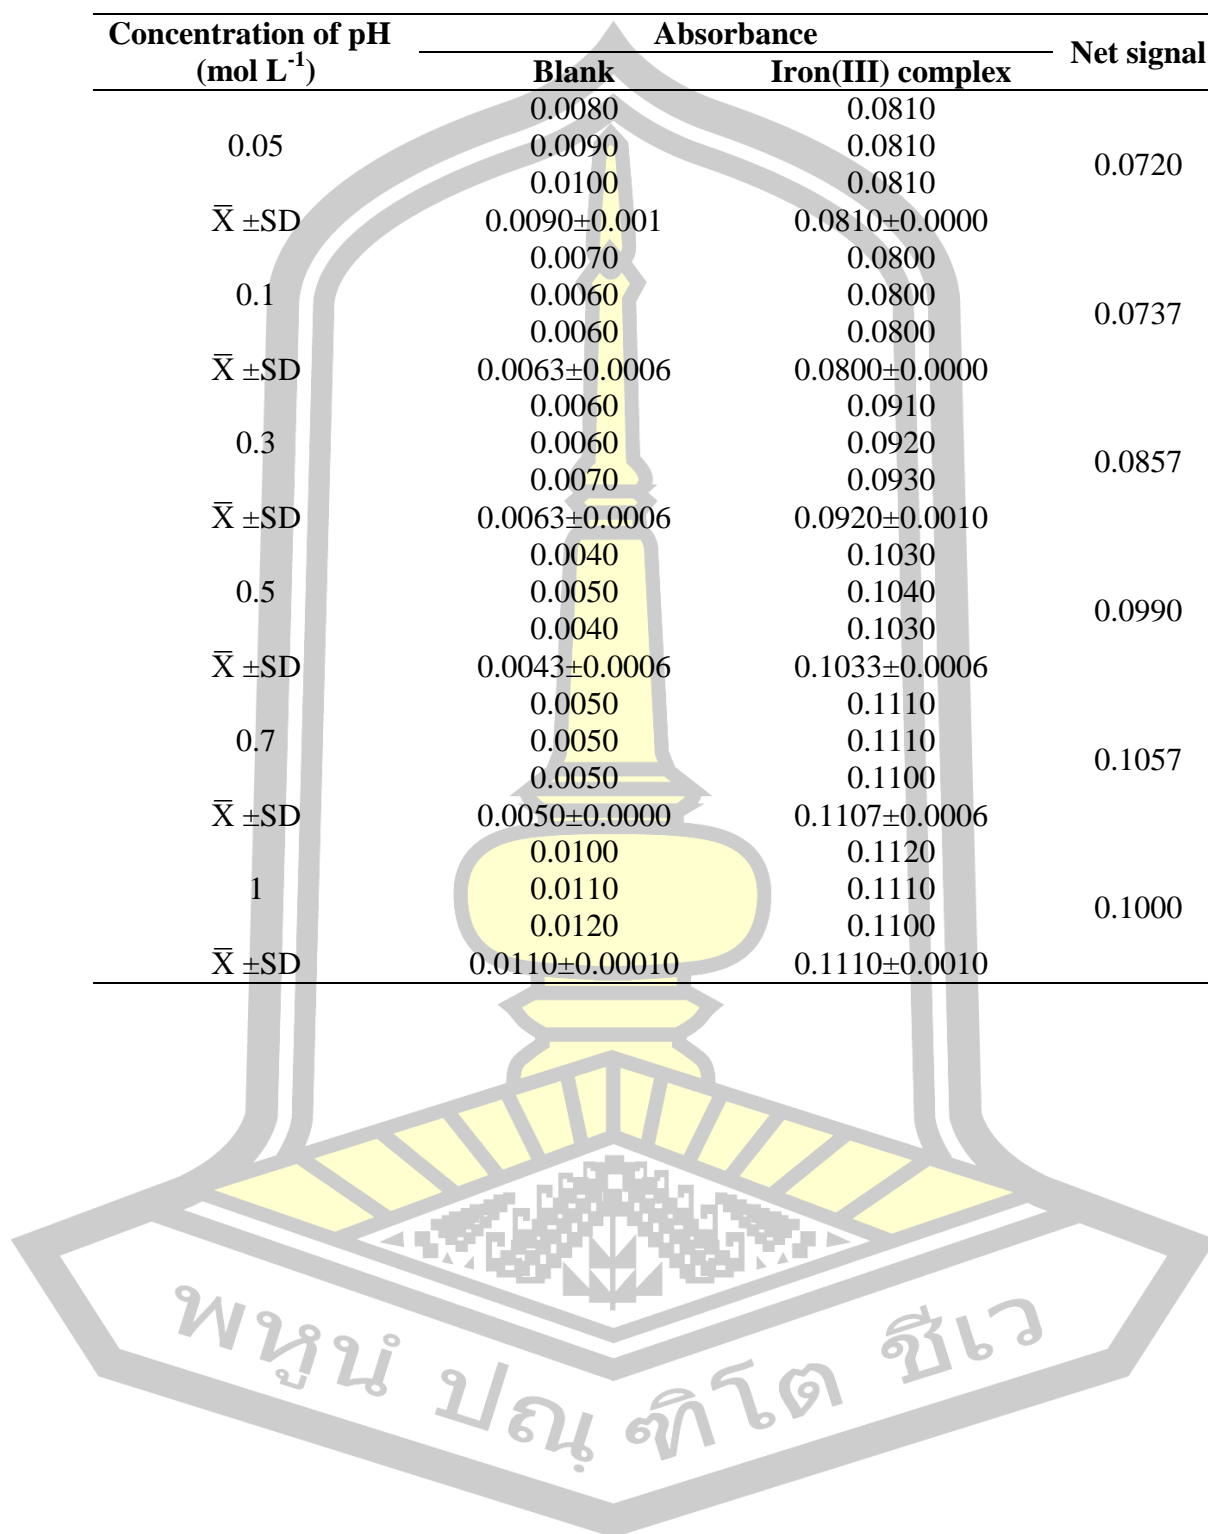 Concentration of pH (mol L-1) Absorbance Net signal
Blank Iron(III) complex
0.0080 0.0810
0.05 0.0090 0.0810 0.0720
0.0100 0.0810
X̅ ±SD 0.0090±0.001 0.0810±0.0000
0.0070 0.0800
0.1 0.0060 0.0800 0.0737
0.0060 0.0800
X̅ ±SD 0.0063±0.0006 0.0800±0.0000
0.0060 0.0910
0.3 0.0060 0.0920 0.0857
0.0070 0.0930
X̅ ±SD 0.0063±0.0006 0.0920±0.0010
0.0040 0.1030
0.5 0.0050 0.1040 0.0990
0.0040 0.1030
X̅ ±SD 0.0043±0.0006 0.1033±0.0006
0.0050 0.1110
0.7 0.0050 0.1110 0.1057
0.0050 0.1100
X̅ ±SD 0.0050±0.0000 0.1107±0.0006
0.0100 0.1120
1 0.0110 0.1110 0.1000
0.0120 0.1100
X̅ ±SD 0.0110±0.00010 0.1110±0.0010
พหูนํ ปณฺฑิโต ชีเว